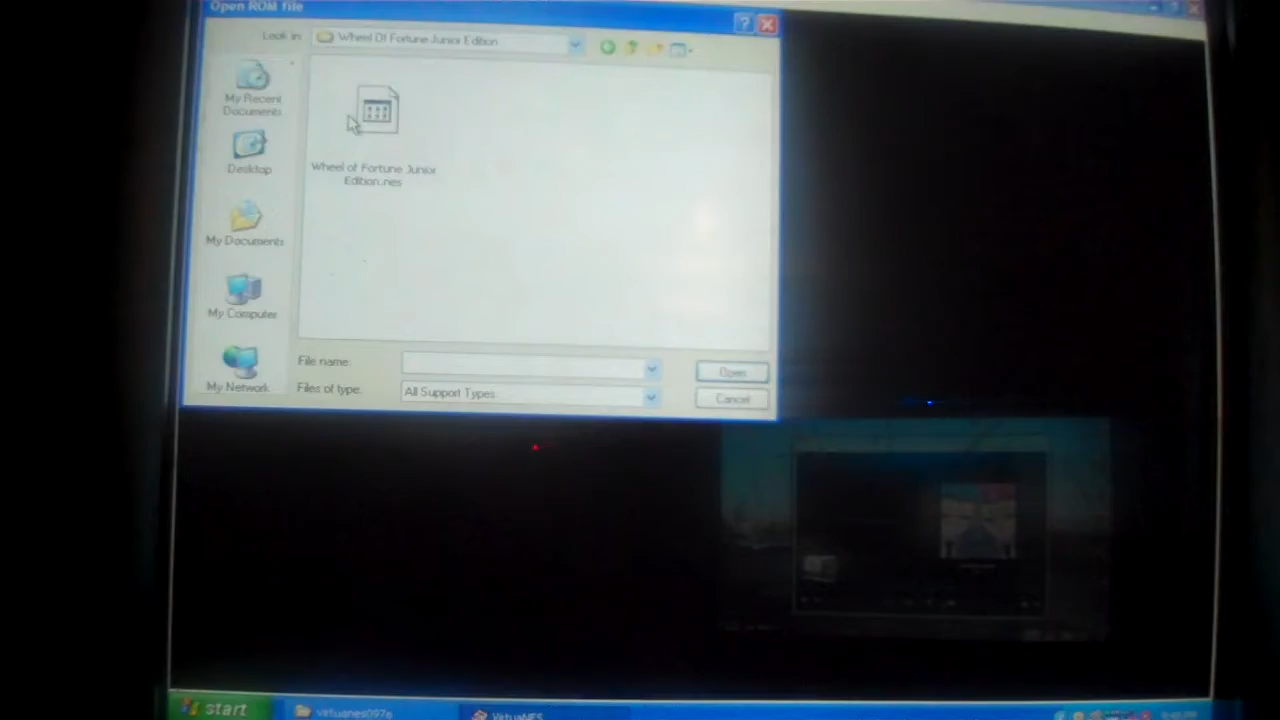 Open ROM file
Look in:
Wheel Of Fortune Junior Edition
My Recent
Documents
Desktop
My Documents
My Computer
My Network
Wheel of Fortune Junior
Edition.nes
File name:
Open
Files of type:
All Support Types
Cancel
start
virtuanes097e
VirtuaNES